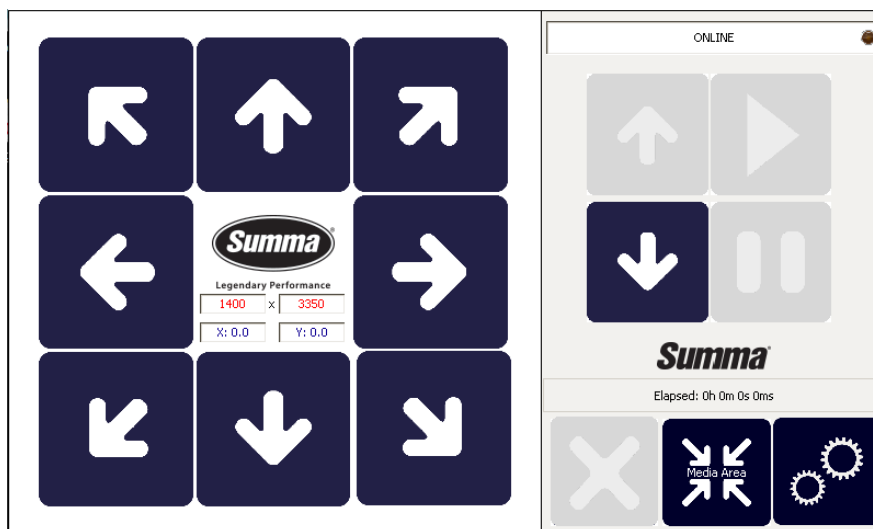 ONLINE
Summa
Legendary Performance
1400 x 3350
X: 0.0 Y: 0.0
Summa
Elapsed: 0h 0m 0s 0ms
Media Area